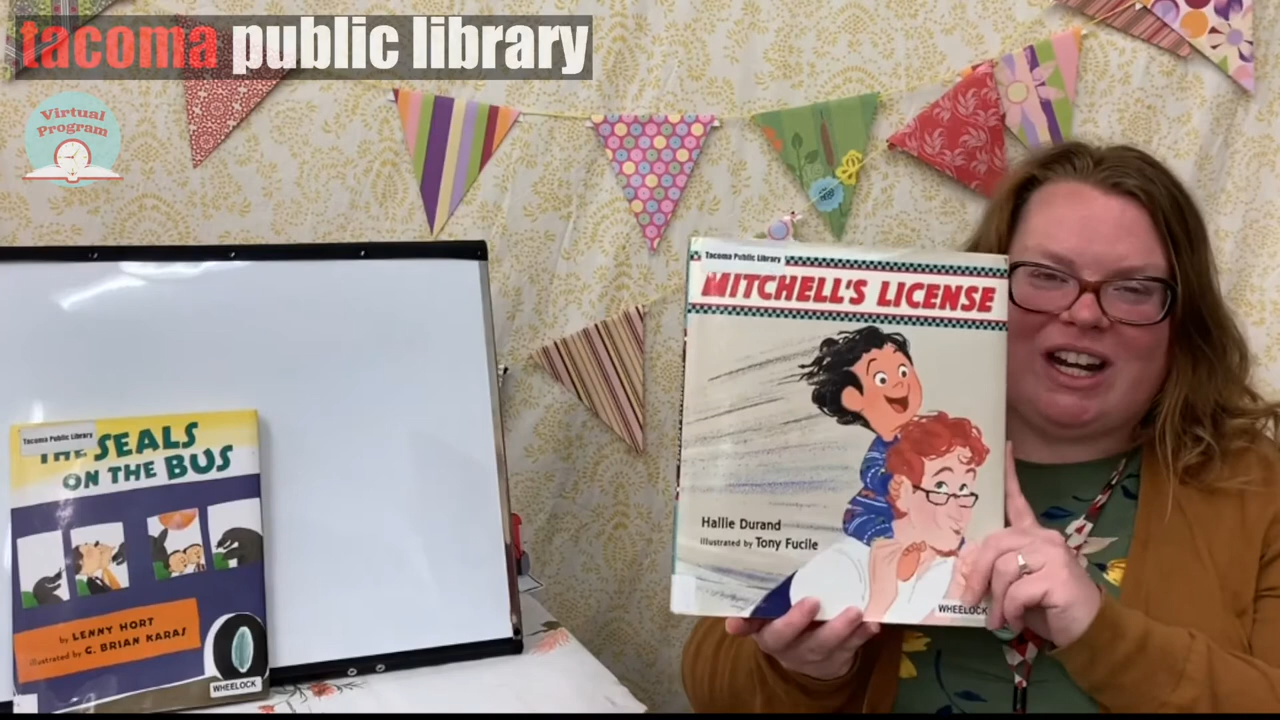 tacoma public library
Virtual
Program
Tacoma Public Library
THE SEALS
ON THE BUS
by LENNY HORT
illustrated by G. BRIAN KARAS
WHEELOCK
Tacoma Public Library
MITCHELL'S LICENSE
Hallie Durand
illustrated by Tony Fucile
WHEELOCK